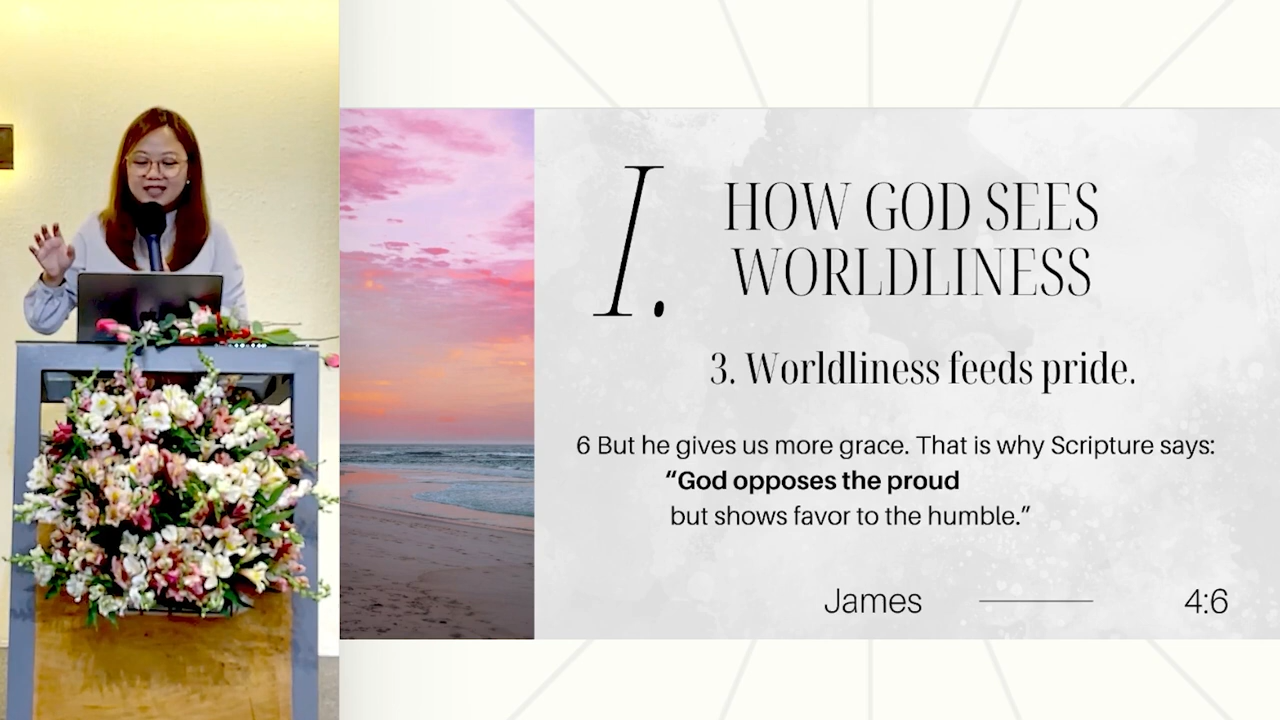 I.
HOW GOD SEES
WORLDLINESS
3. Worldliness feeds pride.
6 But he gives us more grace. That is why Scripture says:
“God opposes the proud
but shows favor to the humble.”
James 4:6